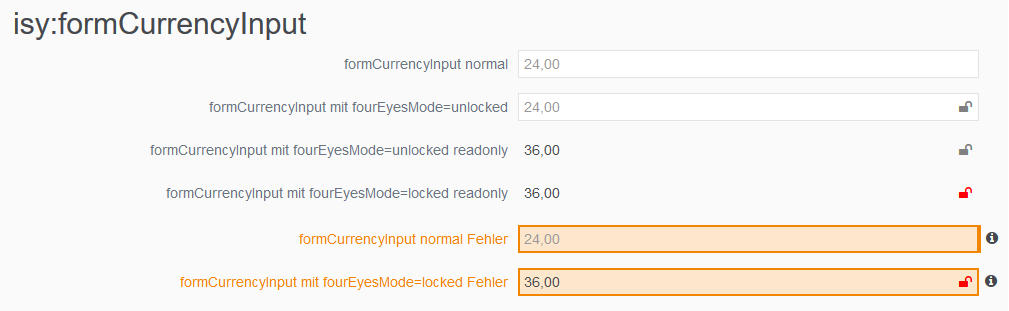 isy:formCurrencyInput
formCurrencyInput normal 24,00
formCurrencyInput mit fourEyesMode=unlocked 24,00
formCurrencyInput mit fourEyesMode=unlocked readonly 36,00
formCurrencyInput mit fourEyesMode=locked readonly 36,00
formCurrencyInput normal Fehler 24,00
formCurrencyInput mit fourEyesMode=locked Fehler 36,00